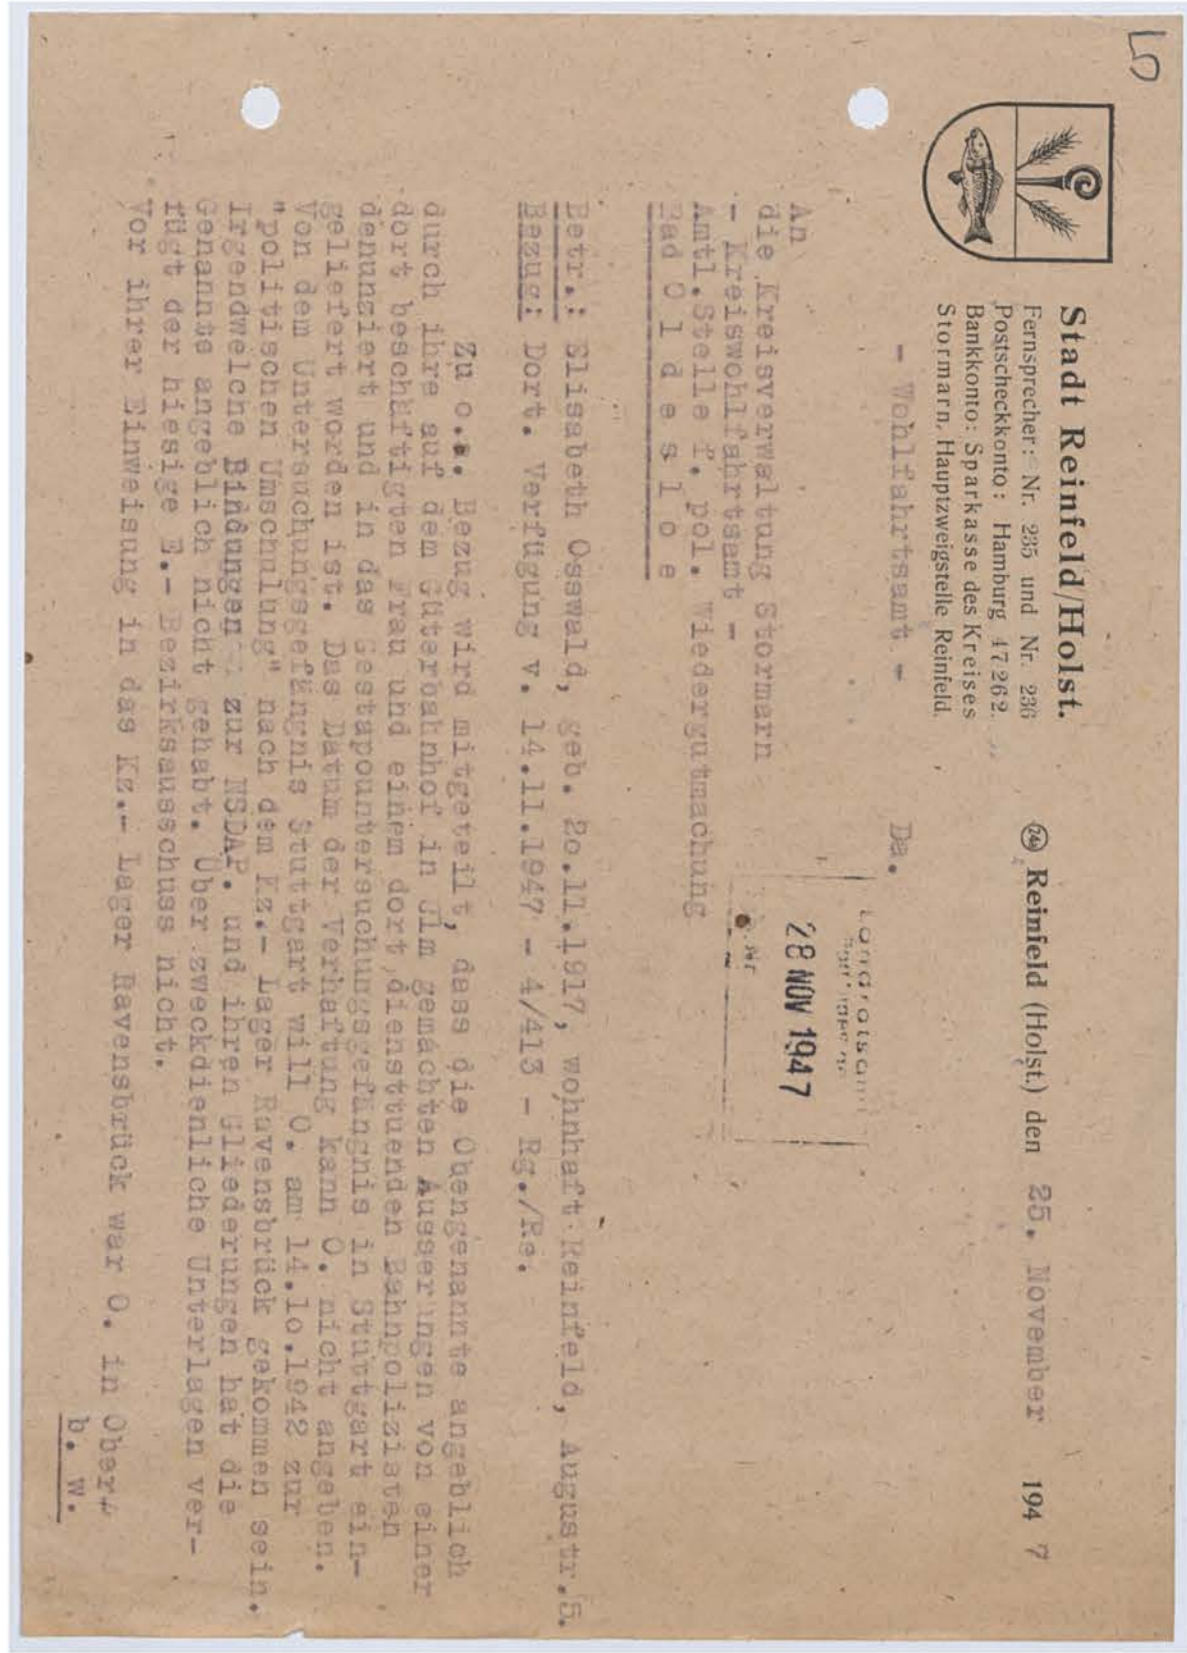 5
Stadt Reinfeld/Holst.
Fernsprecher: Nr. 235 und Nr. 236
Postscheckkonto: Hamburg 47262.
Bankkonto: Sparkasse des Kreises
Stormarn, Hauptzweigstelle Reinfeld.
(24a) Reinfeld (Holst.) den 25. November 194 7
- Wohlfahrtsamt - Da.
Landratsamt
28 NOV 1947
An
die Kreisverwaltung Stormarn
- Kreiswohlfahrtsamt -
Amtl.Stelle f. pol. Wiedergutmachung
Bad O l d e s l o e
Betr.: Elisabeth Osswald, geb. 2o.11.1917, wohnhaft Reinfeld, Augustr.5.
Bezug: Dort. Verfügung v. 14.11.1947 - 4/413 - Rg./Re.
Zu o.a. Bezug wird mitgeteilt, dass die Obengenannte angeblich
durch ihre auf dem Güterbahnhof in Ulm gemachten Äusserungen von einer
dort beschäftigten Frau und einem dort diensttuenden Bahnpolizisten
denunziert und in das Gestapountersuchungsgefängnis in Stuttgart ein-
geliefert worden ist. Das Datum der Verhaftung kann O. nicht angeben.
Von dem Untersuchungsgefängnis Stuttgart will O. am 14.1o.1942 zur
"politischen Umschulung" nach dem Kz.- Lager Ravensbrück gekommen sein.
Irgendwelche Bindungen zur NSDAP. und ihren Gliederungen hat die
Genannte angeblich nicht gehabt. Über zweckdienliche Unterlagen ver-
fügt der hiesige E.- Bezirksausschuss nicht.
Vor ihrer Einweisung in das Kz.- Lager Ravensbrück war O. in Ober-
b. w.